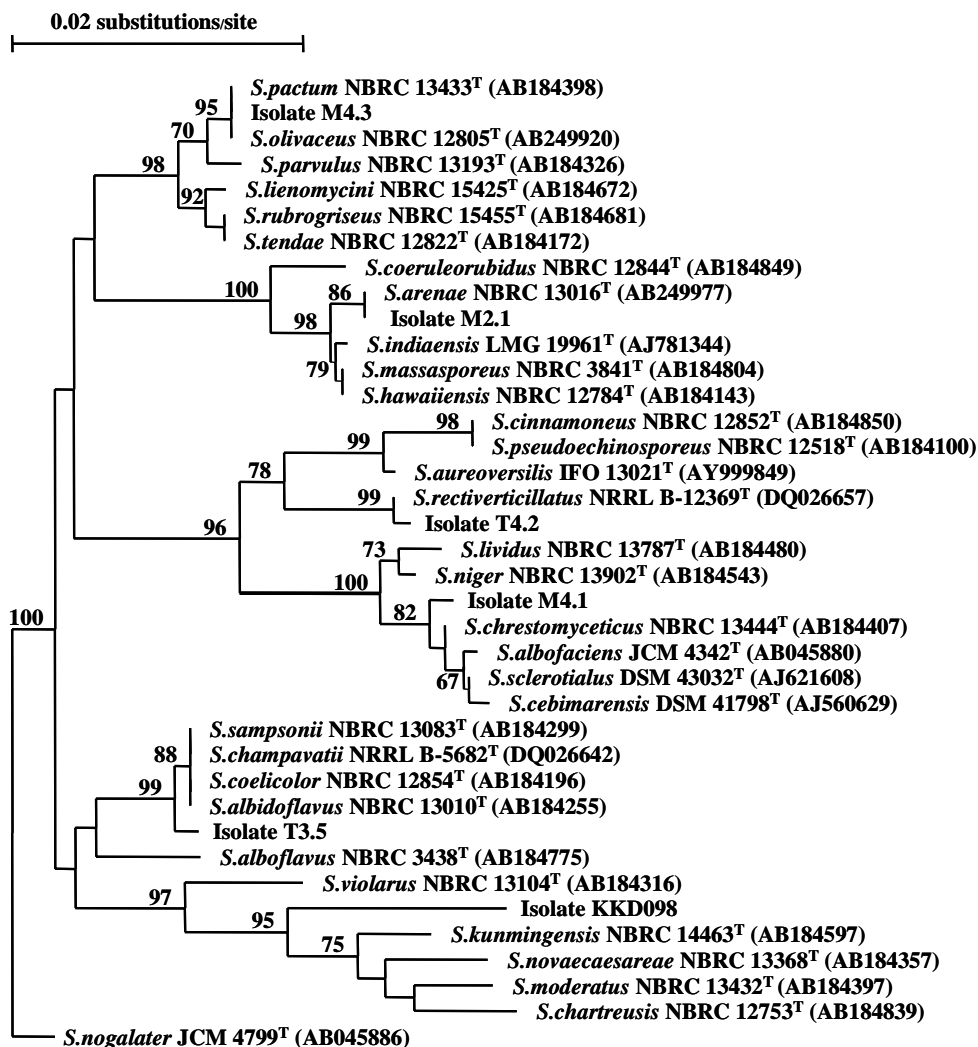 0.02 substitutions/site
S.pactum NBRC 13433T (AB184398)
95
Isolate M4.3
70
S.olivaceus NBRC 12805T (AB249920)
98
S.parvulus NBRC 13193T (AB184326)
S.lienomycini NBRC 15425T (AB184672)
92
S.rubrogriseus NBRC 15455T (AB184681)
S.tendae NBRC 12822T (AB184172)
S.coeruleorubidus NBRC 12844T (AB184849)
100
86
S.arenae NBRC 13016T (AB249977)
98
Isolate M2.1
S.indiaensis LMG 19961T (AJ781344)
79
S.massasporeus NBRC 3841T (AB184804)
S.hawaiiensis NBRC 12784T (AB184143)
98
S.cinnamoneus NBRC 12852T (AB184850)
99
S.pseudoechinosporeus NBRC 12518T (AB184100)
78
S.aureoversilis IFO 13021T (AY999849)
99
S.rectiverticillatus NRRL B-12369T (DQ026657)
96
Isolate T4.2
73
S.lividus NBRC 13787T (AB184480)
100
S.niger NBRC 13902T (AB184543)
Isolate M4.1
82
100
S.chrestomyceticus NBRC 13444T (AB184407)
S.albofaciens JCM 4342T (AB045880)
67
S.sclerotialus DSM 43032T (AJ621608)
S.cebimarensis DSM 41798T (AJ560629)
S.sampsonii NBRC 13083T (AB184299)
88
S.champavatii NRRL B-5682T (DQ026642)
99
S.coelicolor NBRC 12854T (AB184196)
S.albidoflavus NBRC 13010T (AB184255)
Isolate T3.5
S.alboflavus NBRC 3438T (AB184775)
97
S.violarus NBRC 13104T (AB184316)
95
Isolate KKD098
75
S.kunmingensis NBRC 14463T (AB184597)
S.novaecaesareae NBRC 13368T (AB184357)
S.moderatus NBRC 13432T (AB184397)
S.chartreusis NBRC 12753T (AB184839)
S.nogalater JCM 4799T (AB045886)